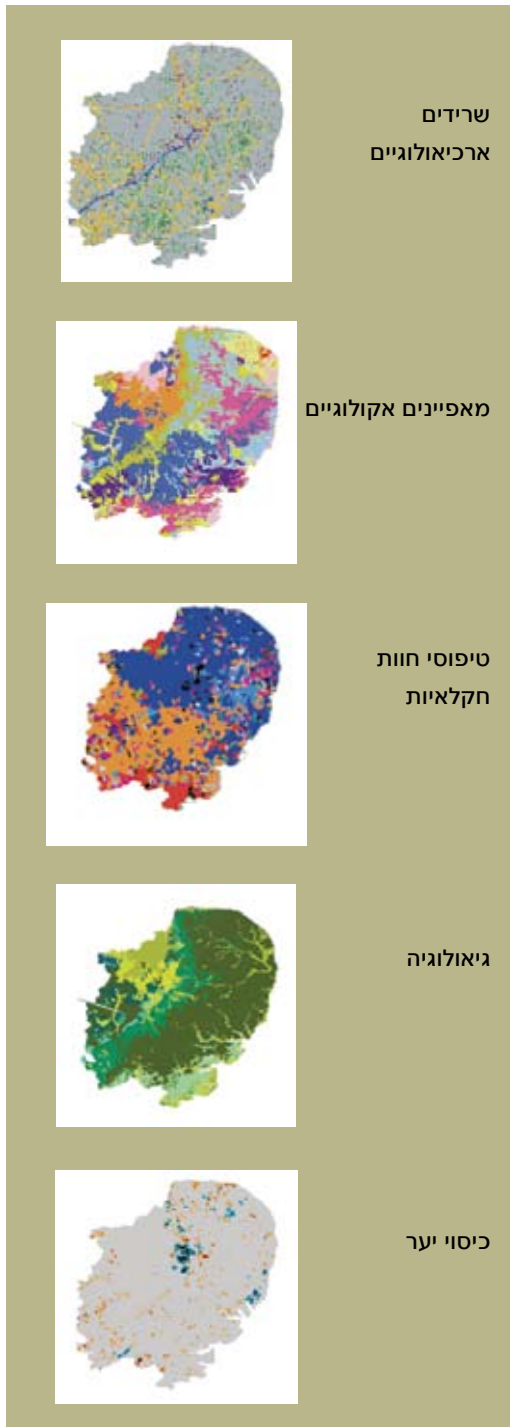 שרידים
ארכיאולוגיים
מאפיינים אקולוגיים
טיפוסי חוות
חקלאיות
גיאולוגיה
כיסוי יער